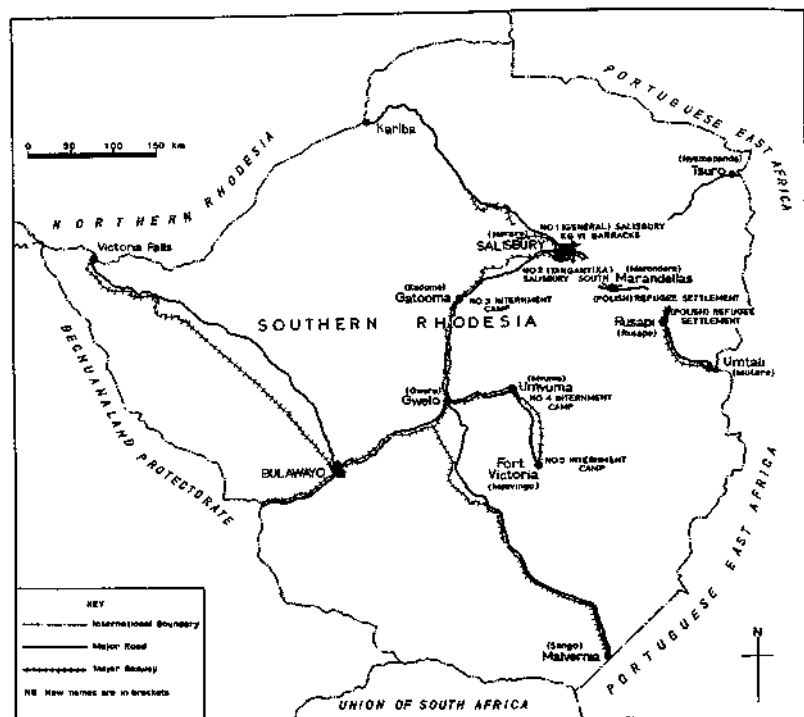 PORTUGUESE EAST AFRICA
Kariba
0 50 100 150 km
NORTHERN RHODESIA
(Nyamapanda)
Tsuro
Victoria Falls
NO 1 (GENERAL) SALISBURY
KG VI BARRACKS
(Harare)
SALISBURY
NO 2 (TANGANYIKA)
SALISBURY SOUTH
(Marondera)
Marandellas
(POLISH) REFUGEE SETTLEMENT
(Kadoma)
Gatooma
NO 3 INTERNMENT
CAMP
(POLISH) REFUGEE
SETTLEMENT
Rusapi
(Rusape)
SOUTHERN RHODESIA
Umtali
(Mutare)
BECHUANALAND PROTECTORATE
(Gweru)
Gwelo
(Mvuma)
Umvuma
NO 4 INTERNMENT
CAMP
BULAWAYO
NO 5 INTERNMENT
CAMP
Fort
Victoria
(Masvingo)
PORTUGUESE EAST AFRICA
KEY
International Boundary
Major Road
Major Railway
NB New names are in brackets
(Sango)
Malvernia
N
UNION OF SOUTH AFRICA